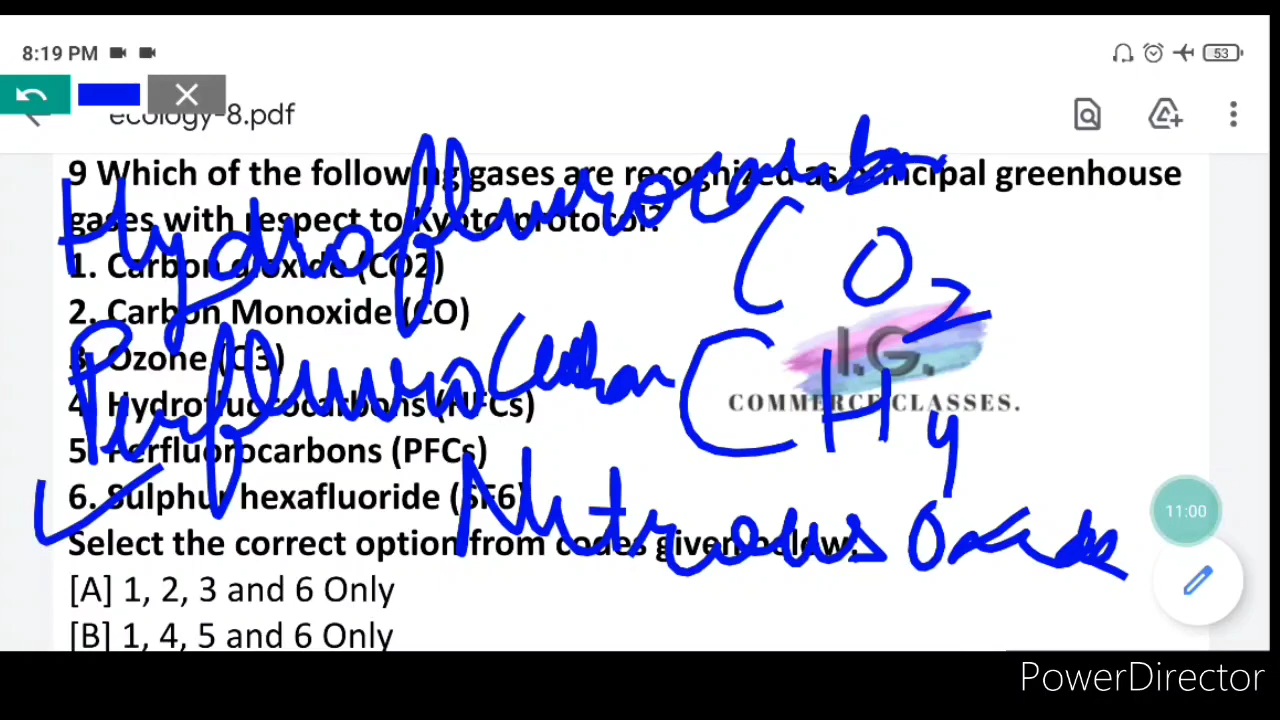 8:19 PM
53
ecology-8.pdf
9 Which of the following gases are recognized as principal greenhouse
gases with respect to Kyoto protocol?
Hydroflurocarbon
CO2
1. Carbon dioxide (CO2)
2. Carbon Monoxide (CO)
3. Ozone (O3)
I.G.
COMMERCE CLASSES.
Perflurocarbon
CH4
4. Hydrofluorocarbons (HFCs)
5. Perfluorocarbons (PFCs)
6. Sulphur hexafluoride (SF6)
11:00
Nitrous Oxide
Select the correct option from codes given below:
[A] 1, 2, 3 and 6 Only
[B] 1, 4, 5 and 6 Only
PowerDirector